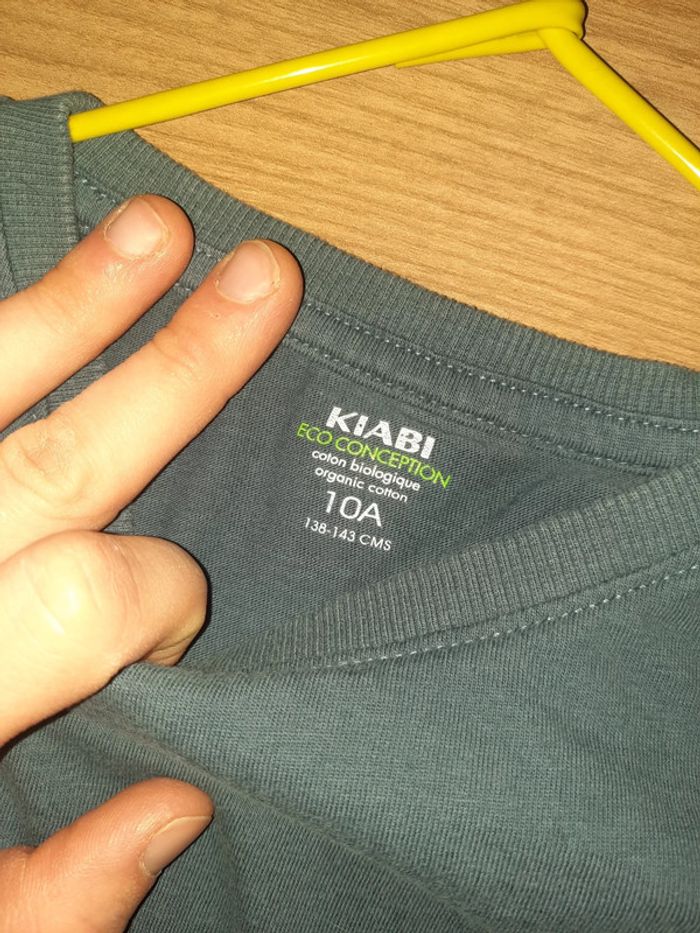 KIABI
ECO CONCEPTION
coton biologique
organic cotton
10A
138-143 CMS